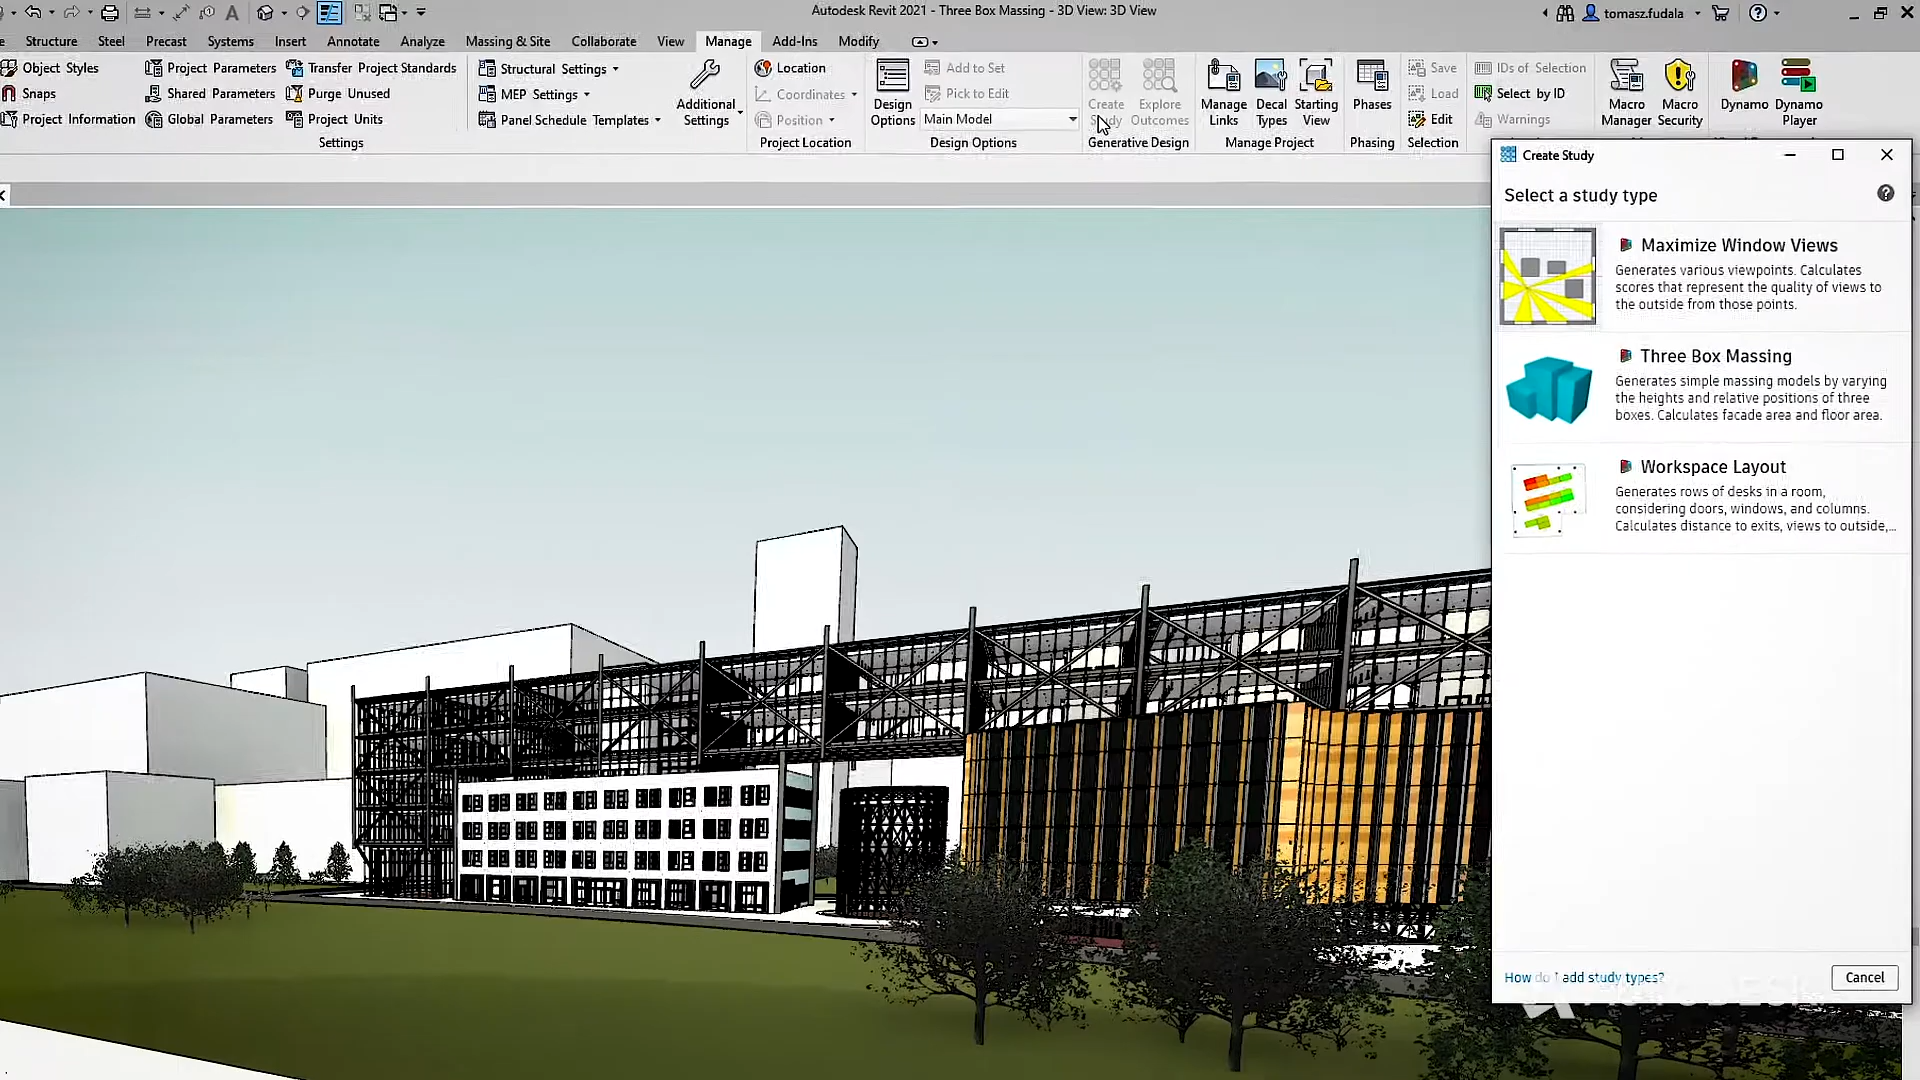 Autodesk Revit 2021 - Three Box Massing - 3D View: 3D View
tomasz.fudala
Structure Steel Precast Systems Insert Annotate Analyze Massing & Site Collaborate View Manage Add-Ins Modify
Object Styles
Snaps
Project Information
Project Parameters
Shared Parameters
Global Parameters
Transfer Project Standards
Purge Unused
Project Units
Structural Settings
MEP Settings
Panel Schedule Templates
Additional
Settings
Settings
Location
Coordinates
Position
Project Location
Design
Options
Add to Set
Pick to Edit
Main Model
Design Options
Create
Study
Explore
Outcomes
Generative Design
Manage
Links
Decal
Types
Starting
View
Manage Project
Phases
Phasing
Save
Load
Edit
Selection
IDs of Selection
Select by ID
Warnings
Macro
Manager
Macro
Security
Dynamo
Dynamo
Player
Create Study
Select a study type
Maximize Window Views
Generates various viewpoints. Calculates
scores that represent the quality of views to
the outside from those points.
Three Box Massing
Generates simple massing models by varying
the heights and relative positions of three
boxes. Calculates facade area and floor area.
Workspace Layout
Generates rows of desks in a room,
considering doors, windows, and columns.
Calculates distance to exits, views to outside,...
How do I add study types?
Cancel
AUTODESK